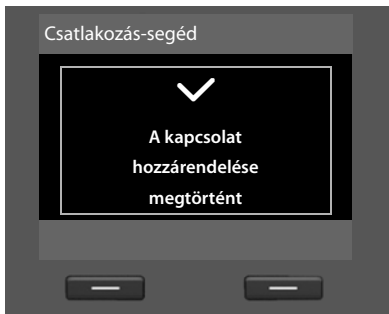 Csatlakozás-segéd
A kapcsolat
hozzárendelése
megtörtént